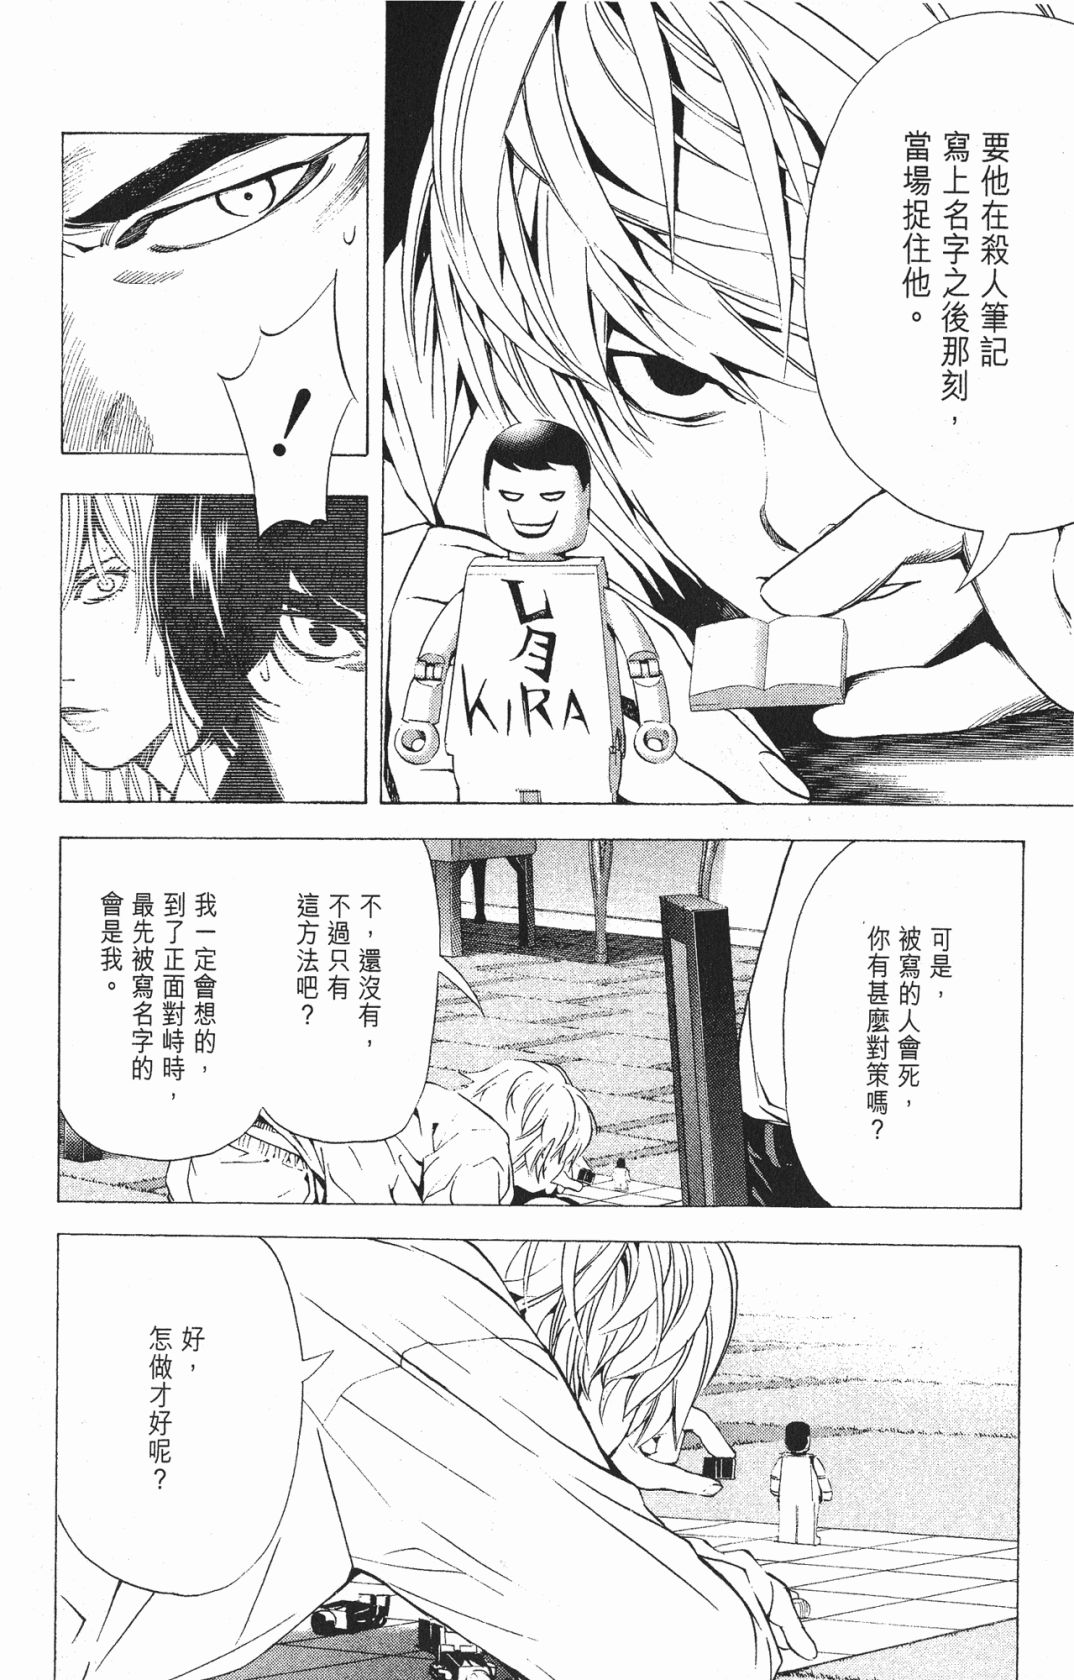 要他在殺人筆記
寫上名字之後那刻，
當場捉住他。
L
月
KiRA
！
可是，
被寫的人會死，
你有甚麼對策嗎？
不，還沒有，
不過只有
這方法吧？
我一定會想的，
到了正面對峙時，
最先被寫名字的
會是我。
好，
怎做才好呢？